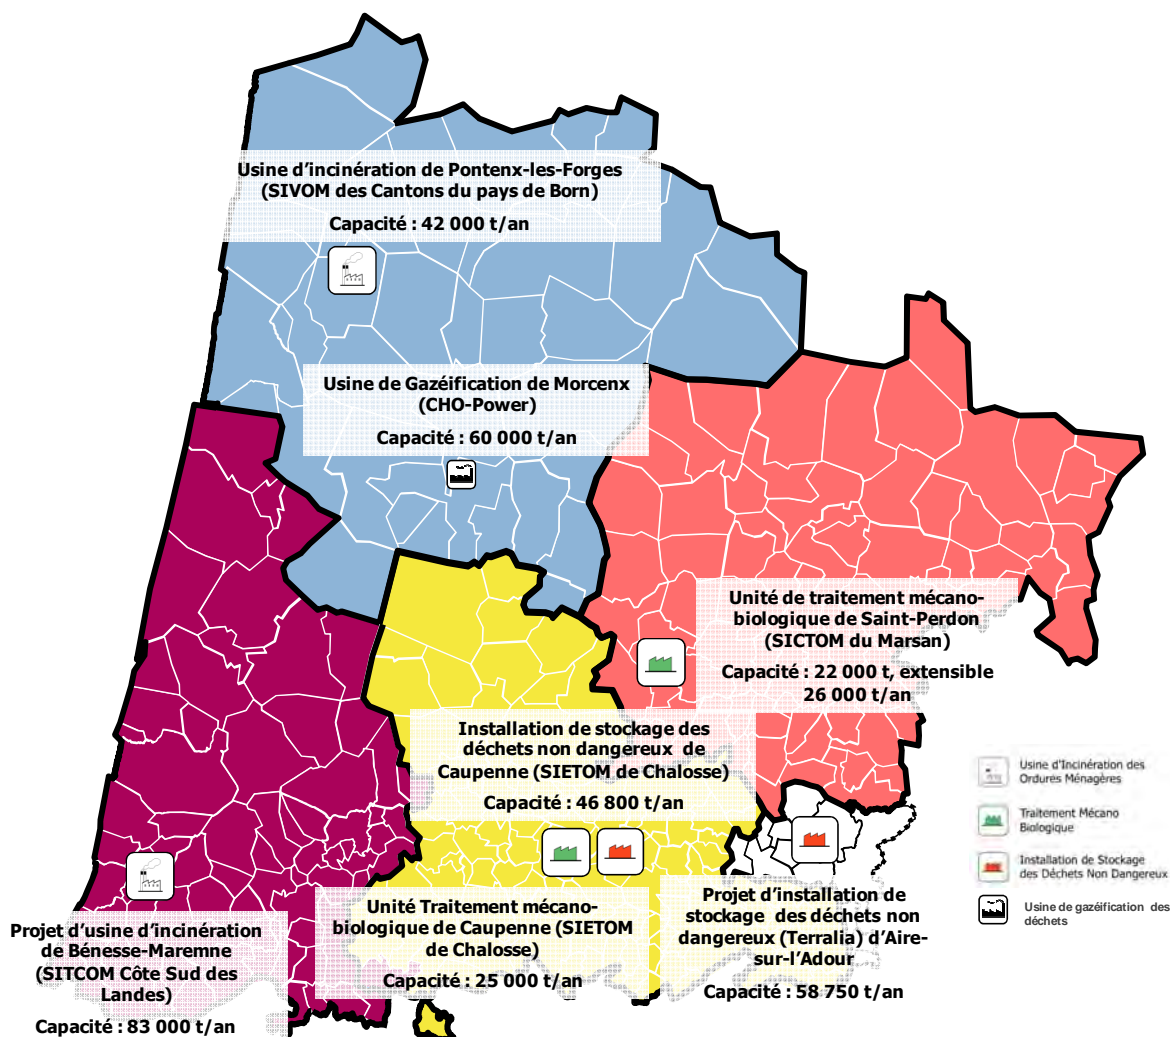 Usine d'incinération de Pontenx-les-Forges
(SIVOM des Cantons du pays de Born)
Capacité : 42 000 t/an
Usine de Gazéification de Morcenx
(CHO-Power)
Capacité : 60 000 t/an
Unité de traitement mécano-
biologique de Saint-Perdon
(SICTOM du Marsan)
Capacité : 22 000 t, extensible
26 000 t/an
Installation de stockage des
déchets non dangereux de
Caupenne (SIETOM de Chalosse)
Capacité : 46 800 t/an
Usine d'Incinération des
Ordures Ménagères
Traitement Mécano
Biologique
Installation de Stockage
des Déchets Non Dangereux
Usine de gazéification des
déchets
Projet d'usine d'incinération
de Bénesse-Maremne
(SITCOM Côte Sud des
Landes)
Capacité : 83 000 t/an
Unité Traitement mécano-
biologique de Caupenne (SIETOM
de Chalosse)
Capacité : 25 000 t/an
Projet d'installation de
stockage des déchets non
dangereux (Terralia) d'Aire-
sur-l'Adour
Capacité : 58 750 t/an